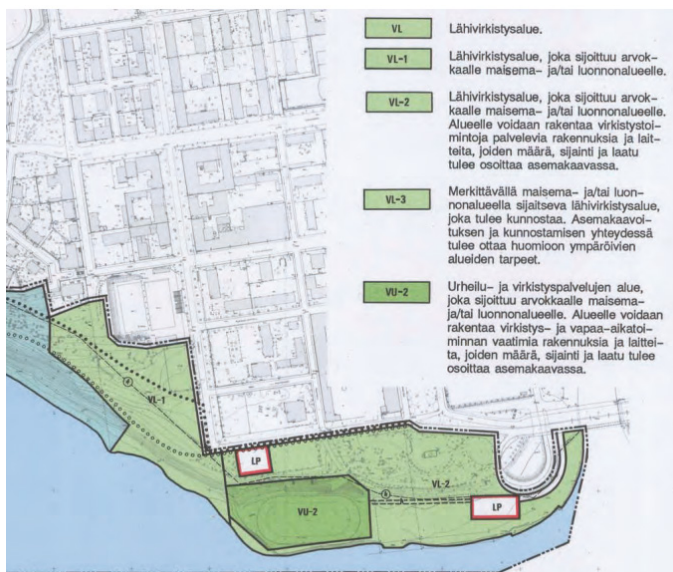 VL
Lähivirkistysalue.
VL-1
Lähivirkistysalue, joka sijoittuu arvok-
kaalle maisema- ja/tai luonnonalueelle.
VL-2
Lähivirkistysalue, joka sijoittuu arvok-
kaalle maisema- ja/tai luonnonalueelle.
Alueelle voidaan rakentaa virkistystoi-
mintoja palvelevia rakennuksia ja lait-
teita, joiden määrä, sijainti ja laatu
tulee osoittaa asemakaavassa.
VL-3
Merkittävällä maisema- ja/tai luon-
nonalueella sijaitseva lähivirkistysalue,
joka tulee kunnostaa. Asemakaavoi-
tuksen ja kunnostamisen yhteydessä
tulee ottaa huomioon ympäröivien
alueiden tarpeet.
VU-2
Urheilu- ja virkistyspalvelujen alue,
joka sijoittuu arvokkaalle maisema-
ja/tai luonnonalueelle. Alueelle voidaan
rakentaa virkistys- ja vapaa-aikatoi-
minnan vaatimia rakennuksia ja laittei-
ta, joiden määrä, sijainti ja laatu tulee
osoittaa asemakaavassa.
VL-1
LP
VL-2
VU-2
LP